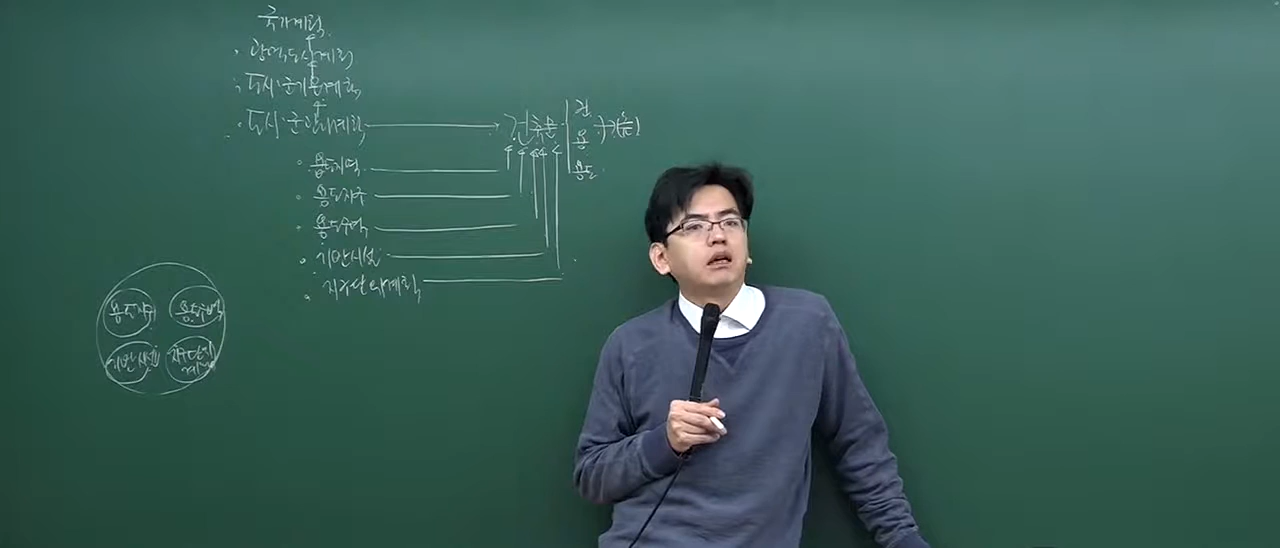 국가계획
· 광역도시계획
· 도시·군기본계획
· 도시·군관리계획 → 건축물
건
용
용도
· 용도지역
· 용도지구
· 용도구역
· 기반시설
· 지구단위계획
용도지구 용도구역
기반시설 지구단위계획